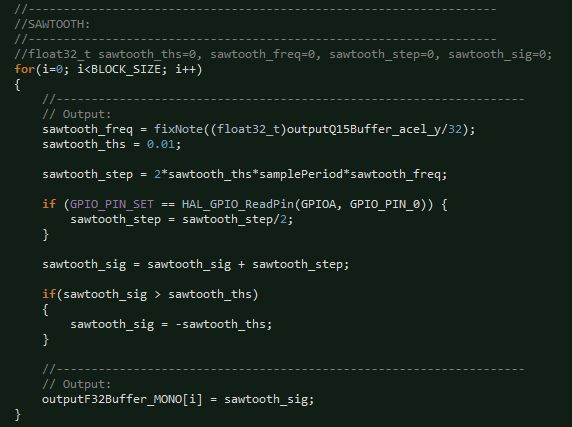 //---------------------------------------------------------------
//SAWTOOTH:
//---------------------------------------------------------------
//float32_t sawtooth_ths=0, sawtooth_freq=0, sawtooth_step=0, sawtooth_sig=0;
for(i=0; i<BLOCK_SIZE; i++)
{
    //---------------------------------------------------------------
    // Output:
    sawtooth_freq = fixNote((float32_t)outputQ15Buffer_acel_y/32);
    sawtooth_ths = 0.01;

    sawtooth_step = 2*sawtooth_ths*samplePeriod*sawtooth_freq;

    if (GPIO_PIN_SET == HAL_GPIO_ReadPin(GPIOA, GPIO_PIN_0)) {
        sawtooth_step = sawtooth_step/2;
    }

    sawtooth_sig = sawtooth_sig + sawtooth_step;

    if(sawtooth_sig > sawtooth_ths)
    {
        sawtooth_sig = -sawtooth_ths;
    }

    //---------------------------------------------------------------
    // Output:
    outputF32Buffer_MONO[i] = sawtooth_sig;
}